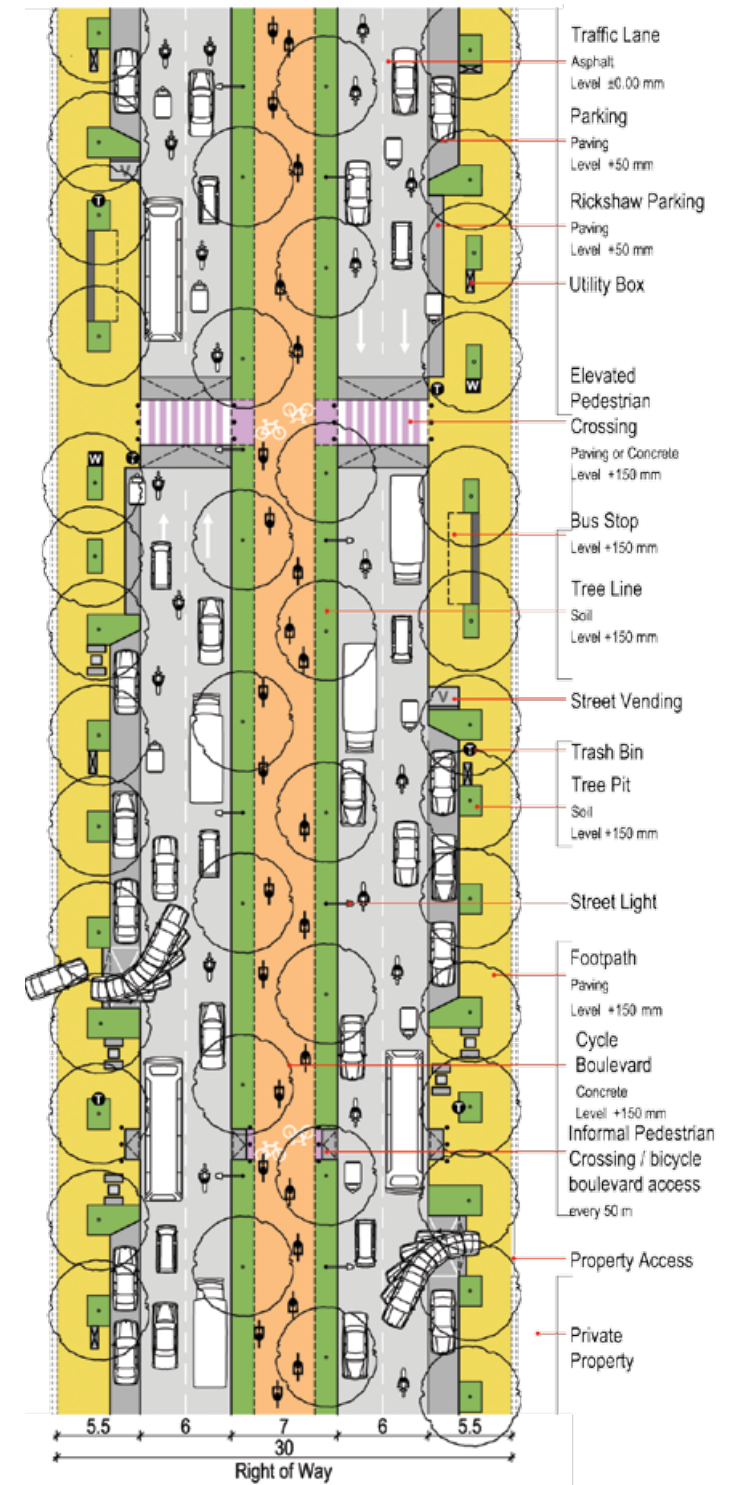 Traffic Lane
Asphalt
Level ±0.00 mm
Parking
Paving
Level +50 mm
V
Rickshaw Parking
Paving
Level +50 mm
T
Utility Box
Elevated
Pedestrian
Crossing
Paving or Concrete
Level +150 mm
W
T
W
T
Bus Stop
Level +150 mm
Tree Line
Soil
Level +150 mm
Street Vending
V
Trash Bin
T
Tree Pit
Soil
Level +150 mm
Street Light
Footpath
Paving
Level +150 mm
Cycle
Boulevard
Concrete
Level +150 mm
T
T
Informal Pedestrian
Crossing / bicycle
boulevard access
every 50 m
Property Access
Private
Property
5.5 6 7 6 5.5
30
Right of Way